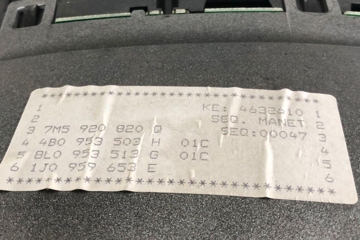 1 KE: 4632410 1
2 SEQ. MANET 2
3 7M5 920 820 Q SEQ:00047 3
4 4B0 953 503 H 01C 4
5 8L0 953 513 G 01C 5
6 1J0 959 653 E 6
************************